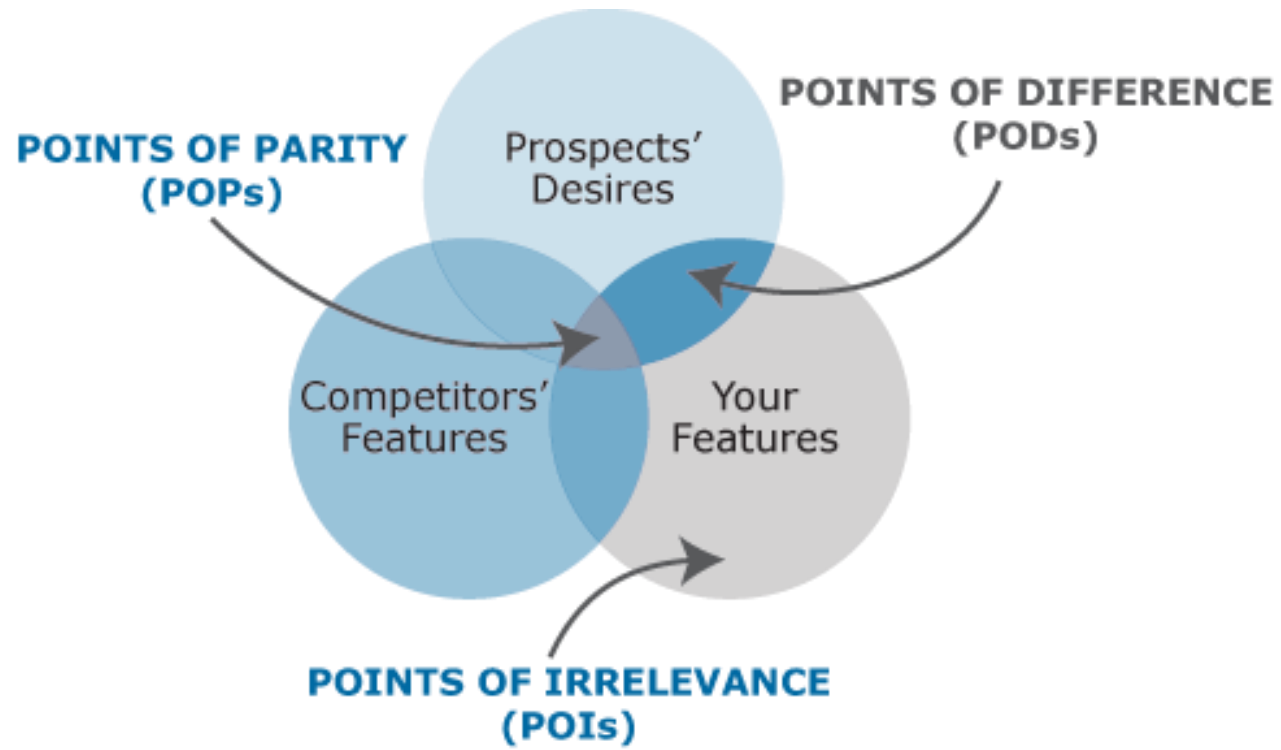 POINTS OF DIFFERENCE
(PODs)
POINTS OF PARITY
(POPs)
Prospects’
Desires
Competitors’
Features
Your
Features
POINTS OF IRRELEVANCE
(POIs)